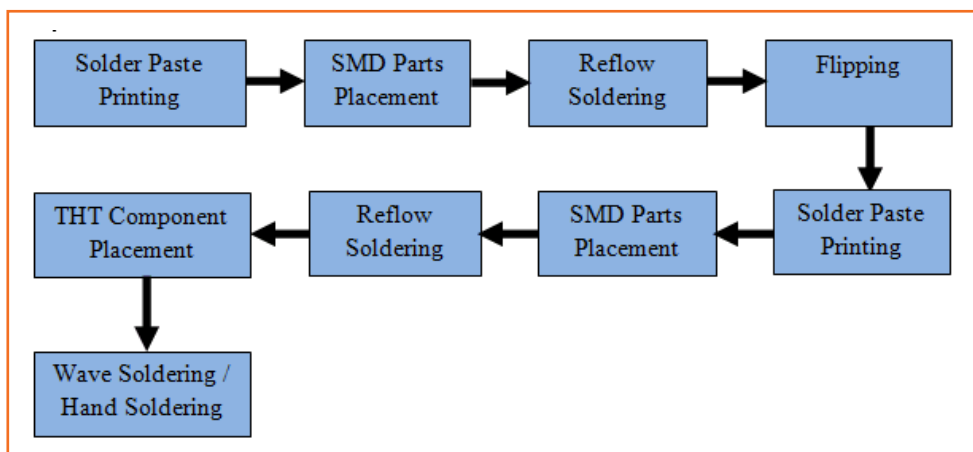 Solder Paste
Printing
SMD Parts
Placement
Reflow
Soldering
Flipping
Solder Paste
Printing
SMD Parts
Placement
Reflow
Soldering
THT Component
Placement
Wave Soldering /
Hand Soldering